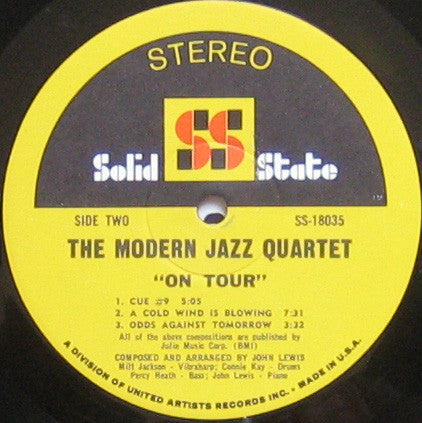 STEREO
SS
Solid State
SIDE TWO SS-18035
THE MODERN JAZZ QUARTET
"ON TOUR"
1. CUE #9 5:05
2. A COLD WIND IS BLOWING 7:31
3. ODDS AGAINST TOMORROW 3:32
All of the above compositions are published by
Julie Music Corp. (BMI)
COMPOSED AND ARRANGED BY JOHN LEWIS
Milt Jackson - Vibraharp; Connie Kay - Drums
Percy Heath - Bass; John Lewis - Piano
A DIVISION OF UNITED ARTISTS RECORDS INC. • MADE IN U.S.A.